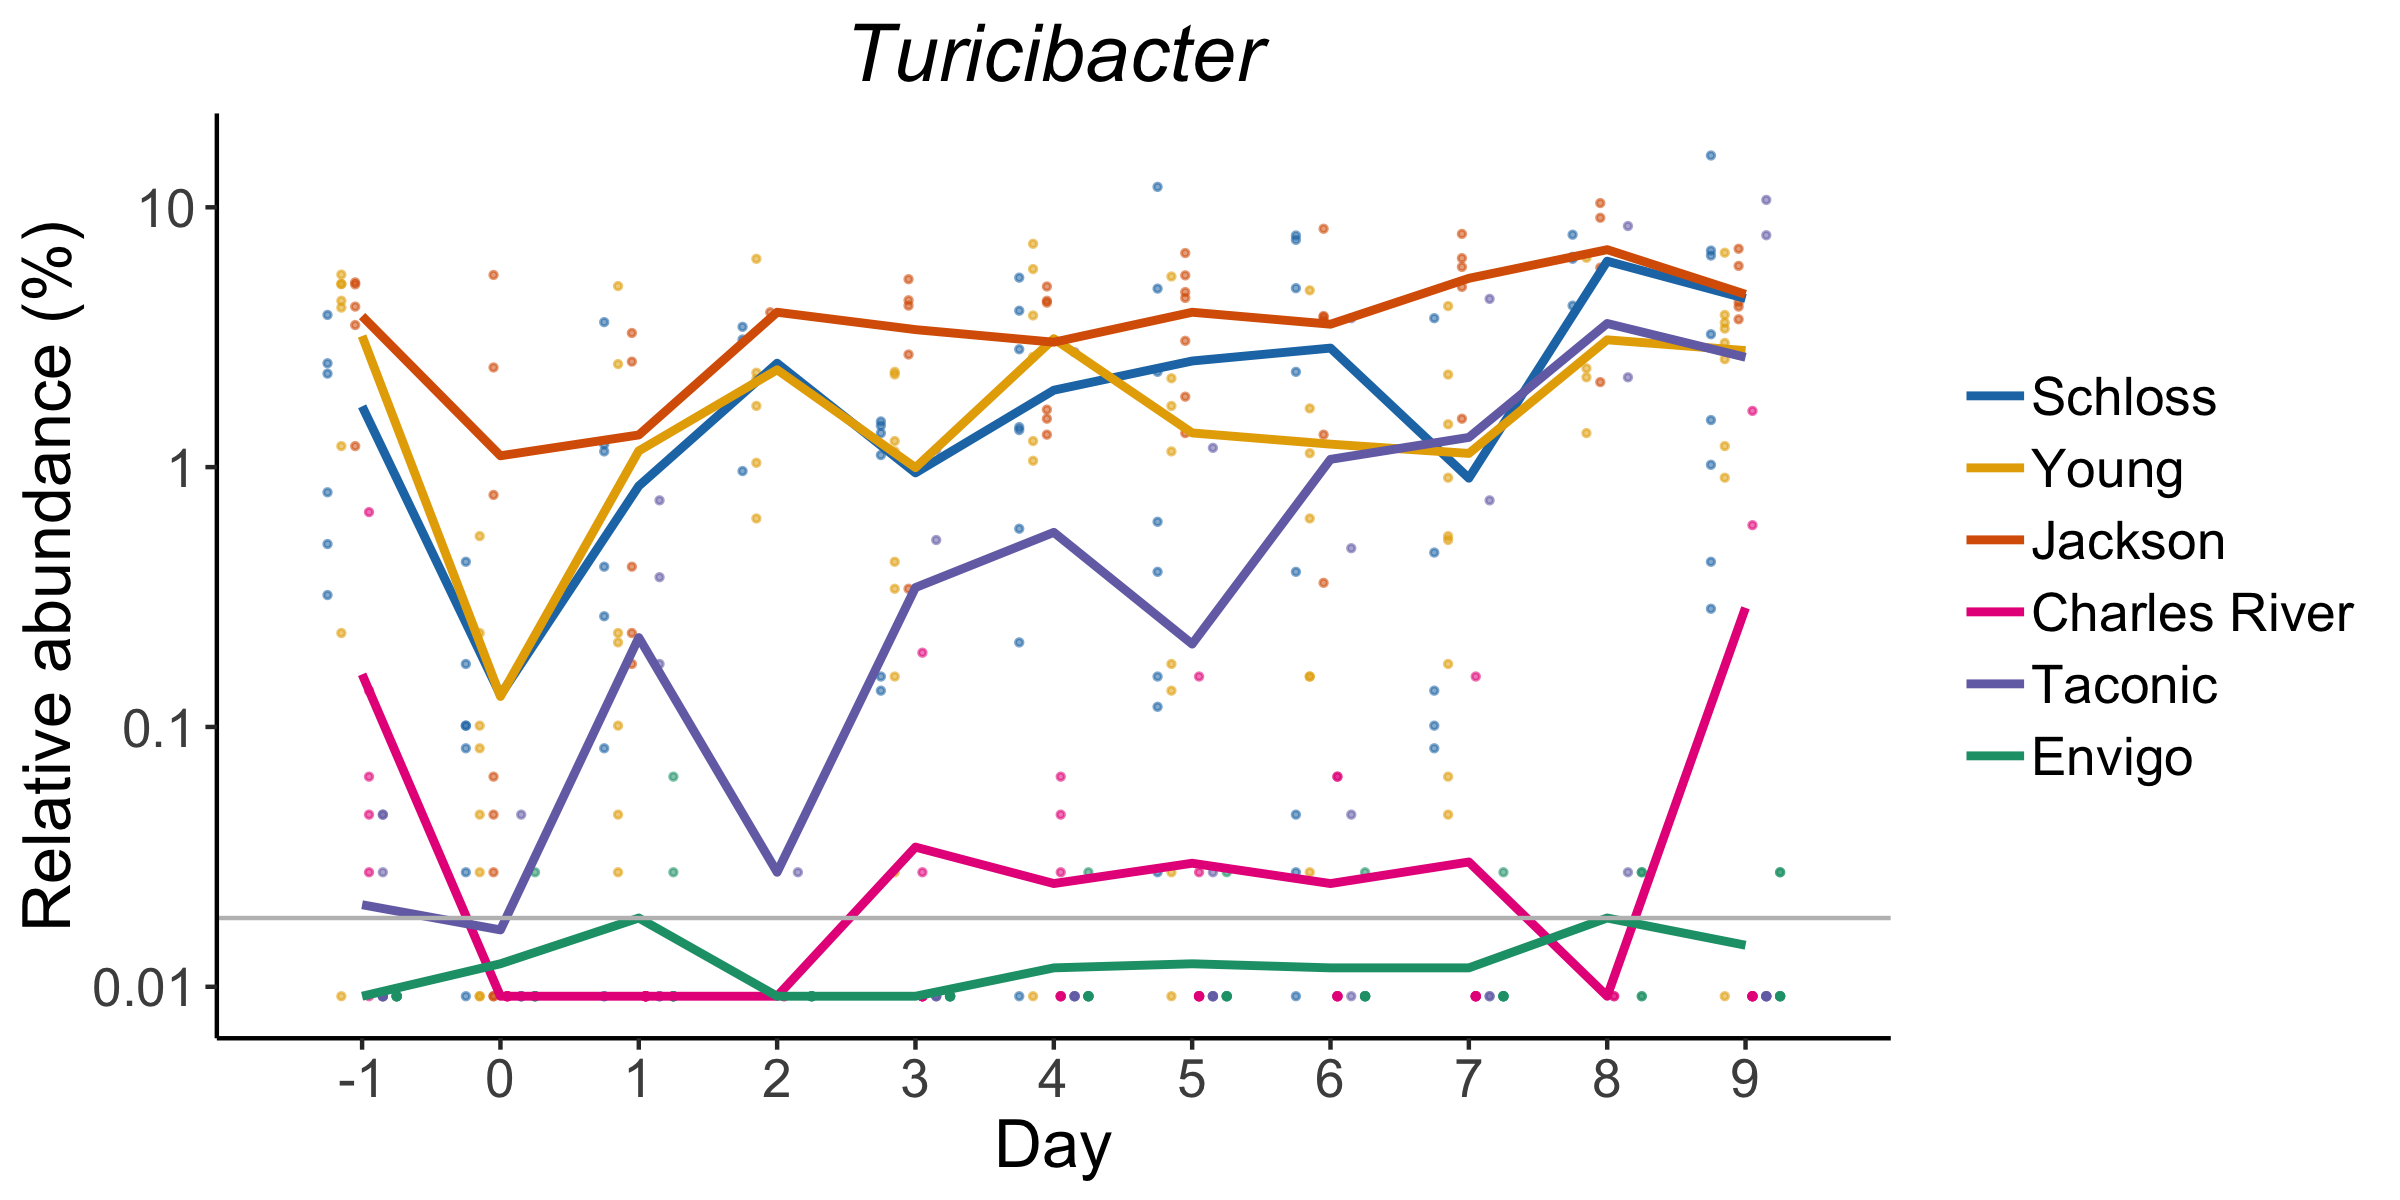 Turicibacter
Relative abundance (%)
10
1
0.1
0.01
-1 0 1 2 3 4 5 6 7 8 9
Day
Schloss
Young
Jackson
Charles River
Taconic
Envigo